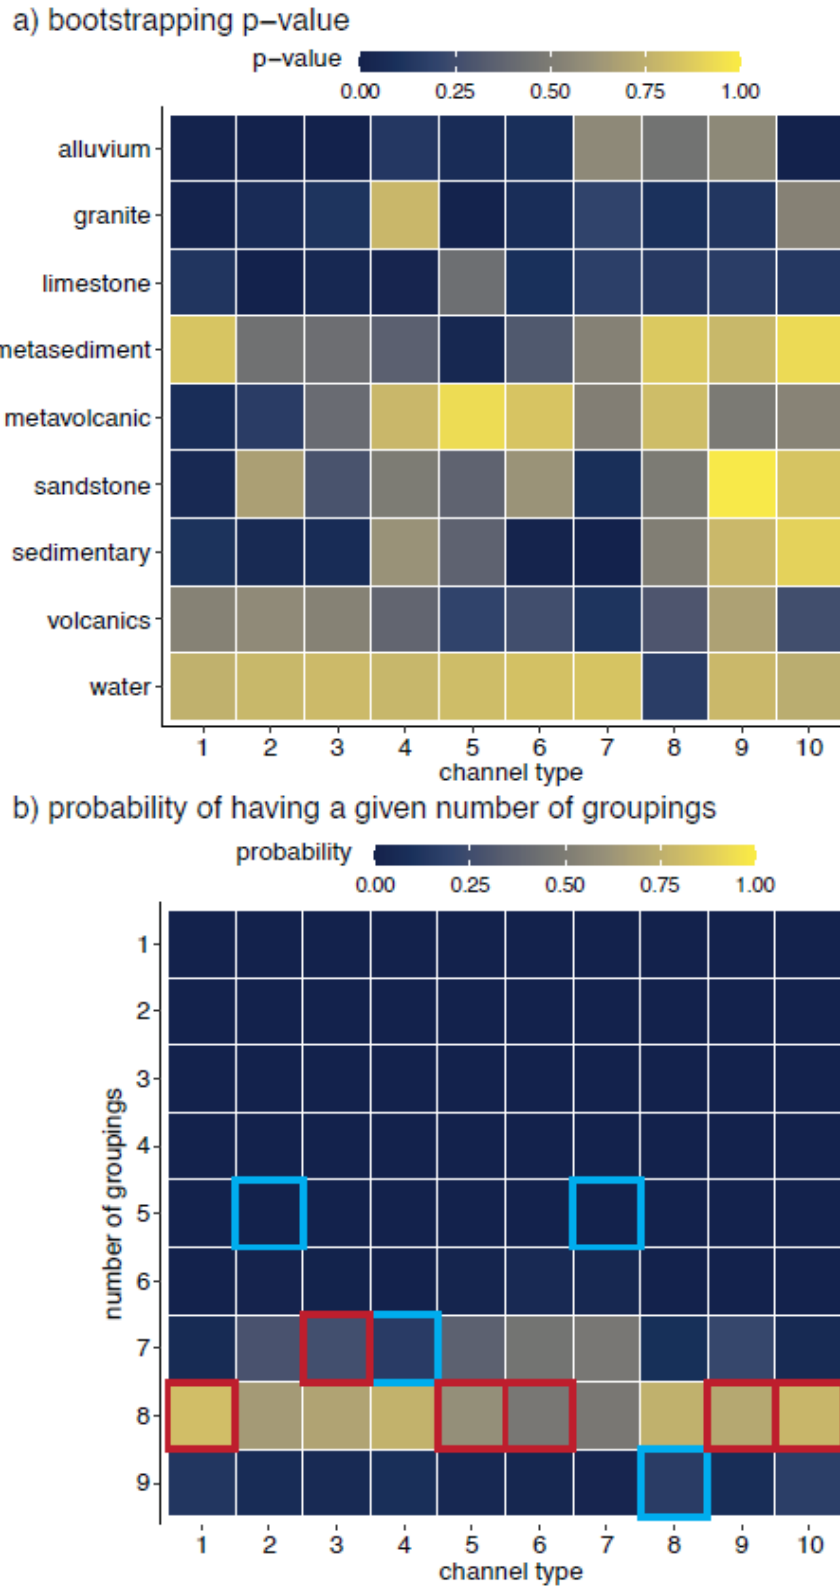 a) bootstrapping p−value
p−value
0.00 0.25 0.50 0.75 1.00
alluvium
granite
limestone
metasediment
metavolcanic
sandstone
sedimentary
volcanics
water
1 2 3 4 5 6 7 8 9 10
channel type
b) probability of having a given number of groupings
probability
0.00 0.25 0.50 0.75 1.00
number of groupings
1
2
3
4
5
6
7
8
9
1 2 3 4 5 6 7 8 9 10
channel type